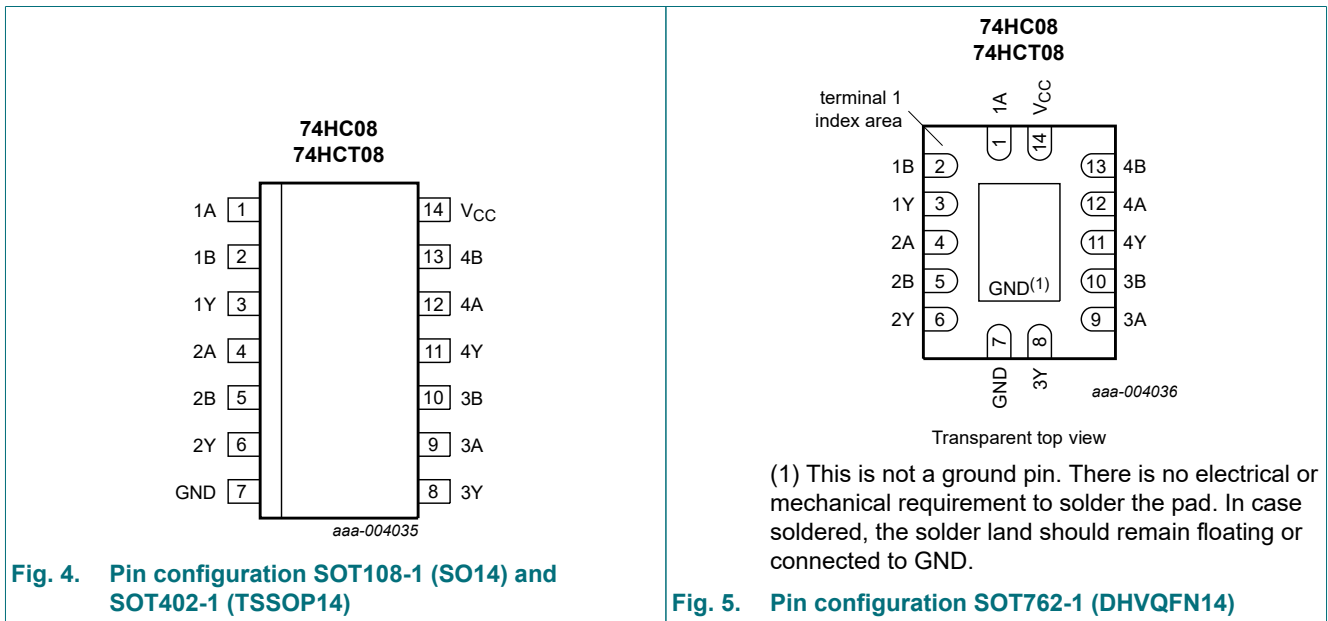 74HC08
74HCT08
1A 1
14 VCC
1B 2
13 4B
1Y 3
12 4A
2A 4
11 4Y
2B 5
10 3B
2Y 6
9 3A
GND 7
8 3Y
aaa-004035
Fig. 4. Pin configuration SOT108-1 (SO14) and
SOT402-1 (TSSOP14)
74HC08
74HCT08
terminal 1
index area
1A
VCC
1
14
1B 2
13 4B
1Y 3
12 4A
2A 4
11 4Y
2B 5
10 3B
GND(1)
2Y 6
9 3A
7
8
GND
3Y
aaa-004036
Transparent top view
(1) This is not a ground pin. There is no electrical or
mechanical requirement to solder the pad. In case
soldered, the solder land should remain floating or
connected to GND.
Fig. 5. Pin configuration SOT762-1 (DHVQFN14)